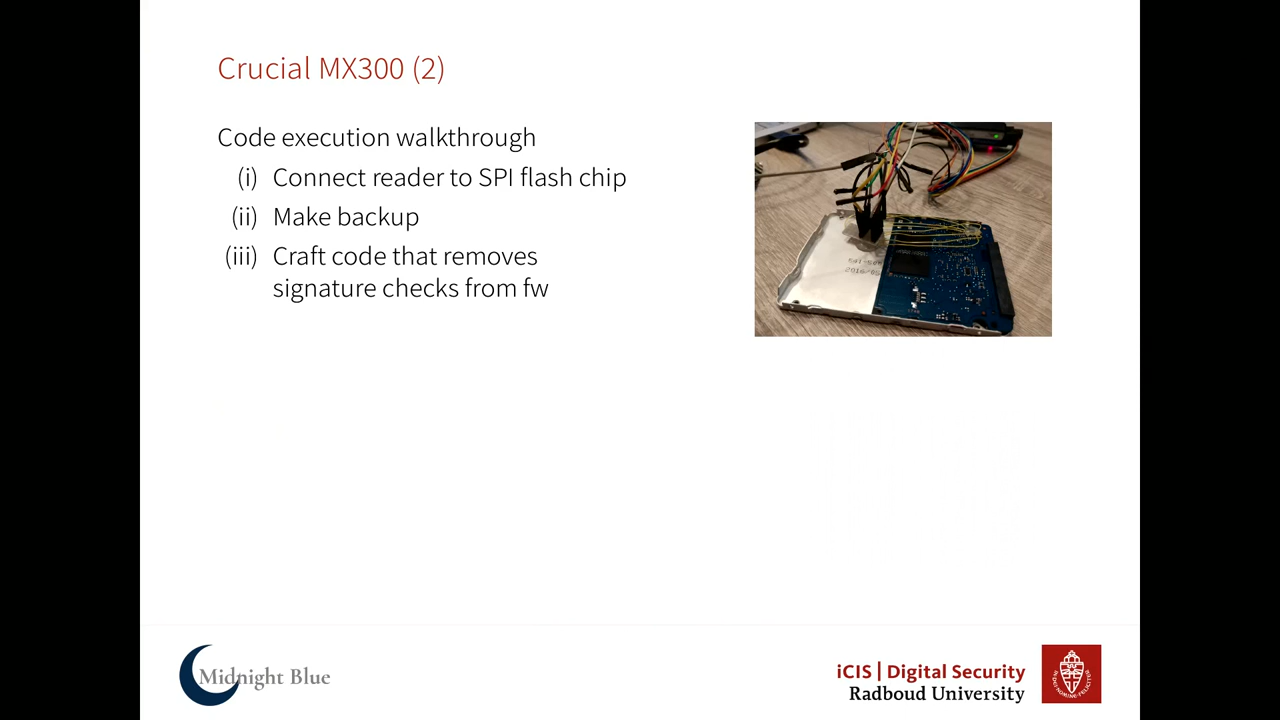 Crucial MX300 (2)
Code execution walkthrough
(i) Connect reader to SPI flash chip
(ii) Make backup
(iii) Craft code that removes
signature checks from fw
Midnight Blue
iCIS | Digital Security
Radboud University